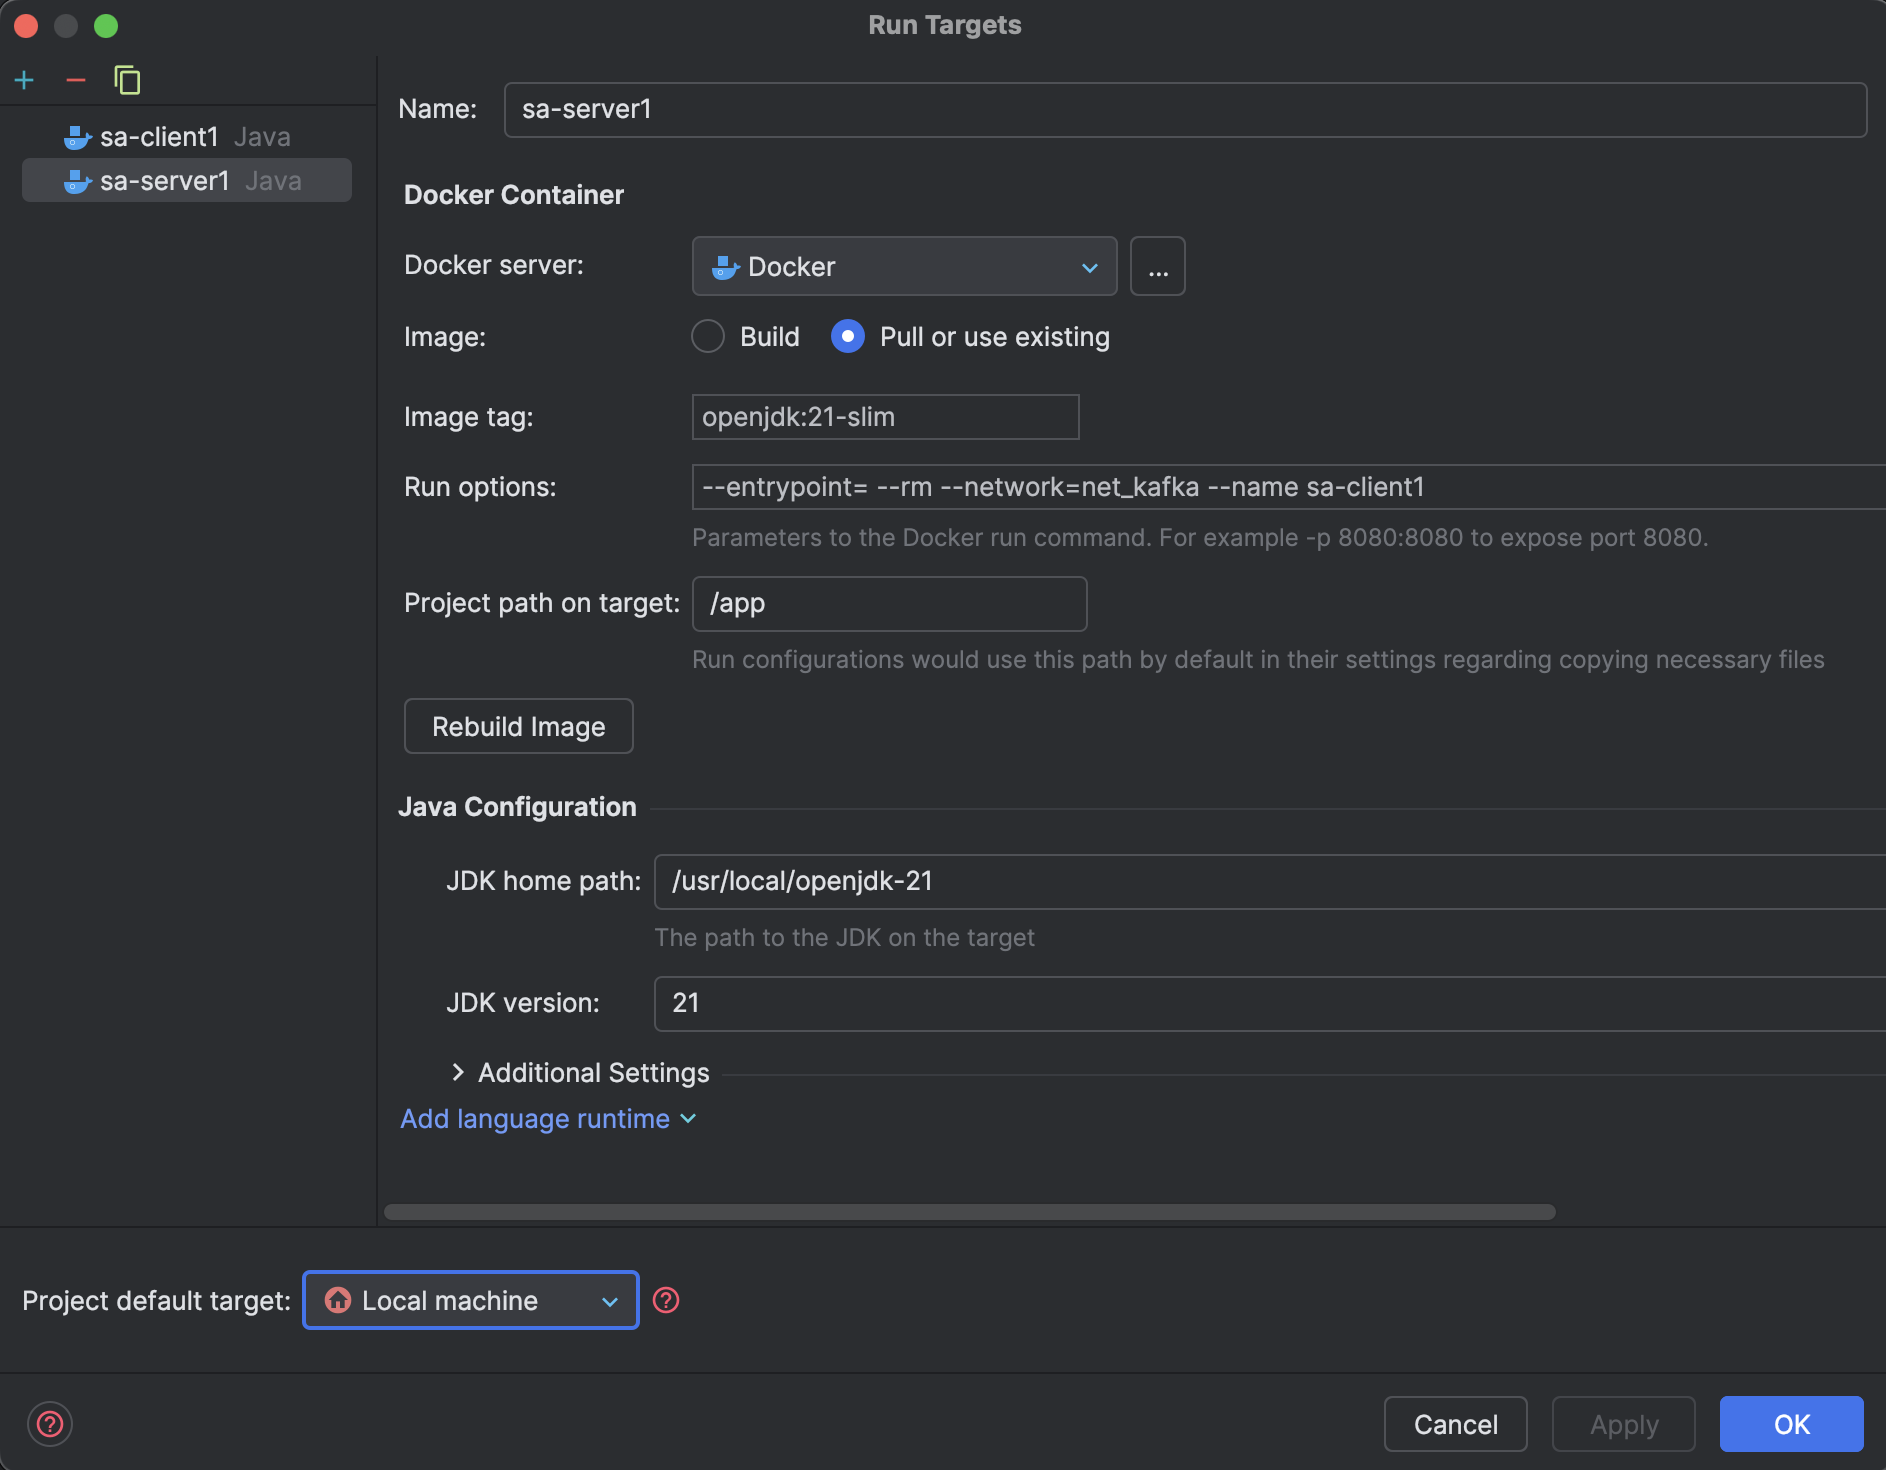 Run Targets
sa-client1 Java
sa-server1 Java
Name: sa-server1
Docker Container
Docker server: Docker ...
Image: Build Pull or use existing
Image tag: openjdk:21-slim
Run options: --entrypoint= --rm --network=net_kafka --name sa-client1
Parameters to the Docker run command. For example -p 8080:8080 to expose port 8080.
Project path on target: /app
Run configurations would use this path by default in their settings regarding copying necessary files
Rebuild Image
Java Configuration
JDK home path: /usr/local/openjdk-21
The path to the JDK on the target
JDK version: 21
Additional Settings
Add language runtime
Project default target: Local machine ?
? Cancel Apply OK